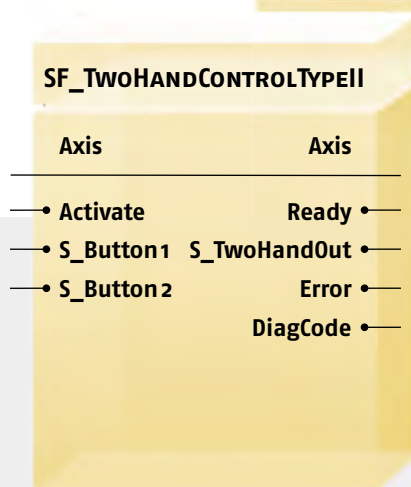 SF_TwoHandControlTypeII
Axis Axis
Activate Ready
S_Button1 S_TwoHandOut
S_Button2 Error
DiagCode